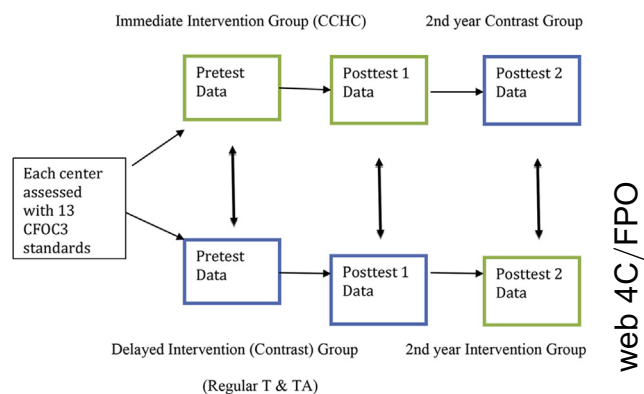 Immediate Intervention Group (CCHC)
2nd year Contrast Group
Pretest
Data
Posttest 1
Data
Posttest 2
Data
Each center
assessed
with 13
CFOC3
standards
Pretest
Data
Posttest 1
Data
Posttest 2
Data
Delayed Intervention (Contrast) Group
2nd year Intervention Group
(Regular T & TA)
web 4C/FPO